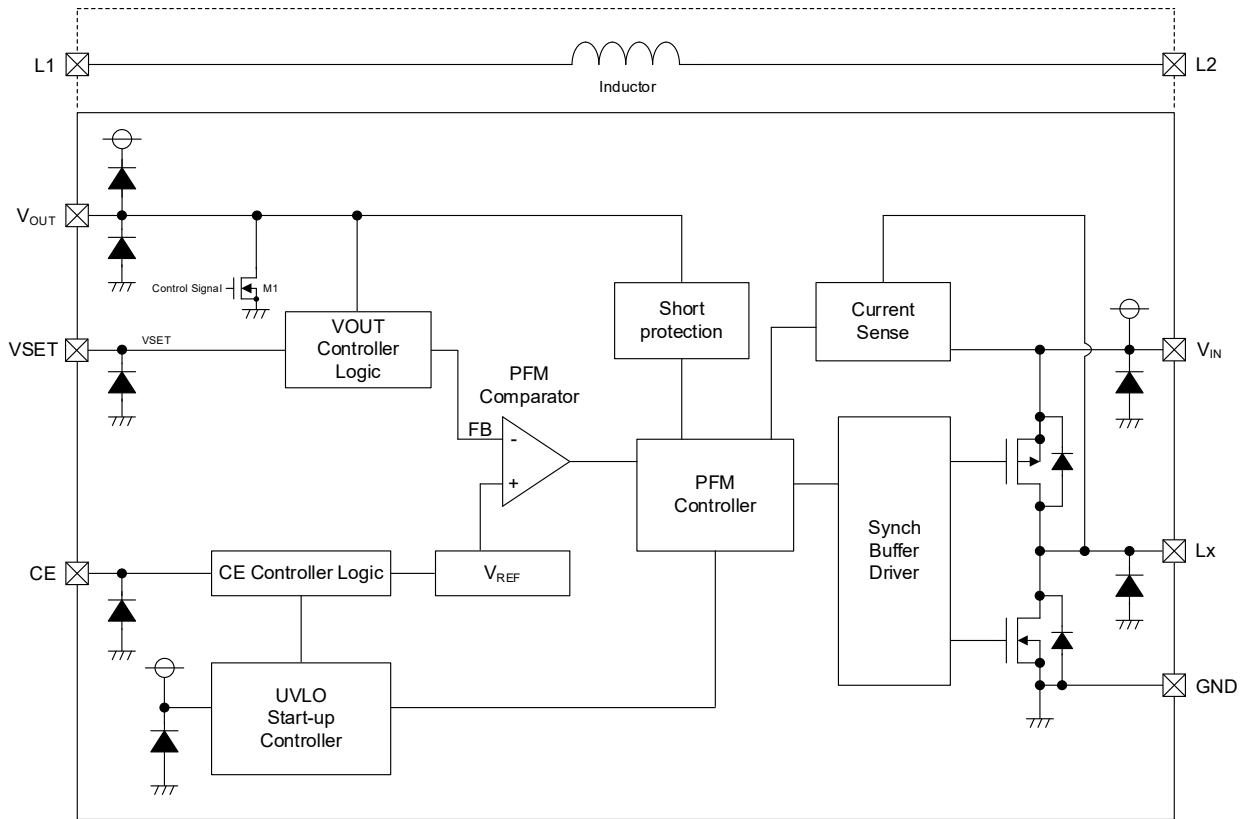 L1
L2
Inductor
VOUT
Control Signal
M1
Short
protection
Current
Sense
VSET
VSET
VOUT
Controller
Logic
VIN
PFM
Comparator
FB
-
+
PFM
Controller
Synch
Buffer
Driver
CE
CE Controller Logic
VREF
Lx
UVLO
Start-up
Controller
GND